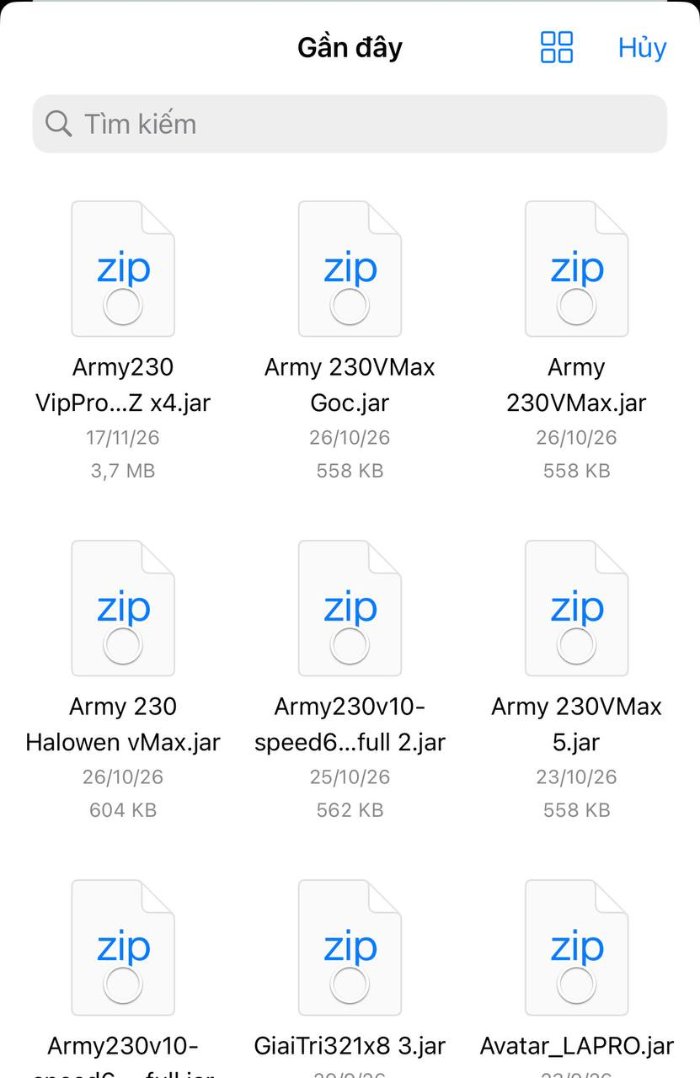 Gần đây
Hủy
Tìm kiếm
zip
zip
zip
Army230
VipPro...Z x4.jar
17/11/26
3,7 MB
Army 230VMax
Goc.jar
26/10/26
558 KB
Army
230VMax.jar
26/10/26
558 KB
zip
zip
zip
Army 230
Halowen vMax.jar
26/10/26
604 KB
Army230v10-
speed6...full 2.jar
25/10/26
562 KB
Army 230VMax
5.jar
23/10/26
558 KB
zip
zip
zip
Army230v10-
GiaiTri321x8 3.jar
Avatar_LAPRO.jar